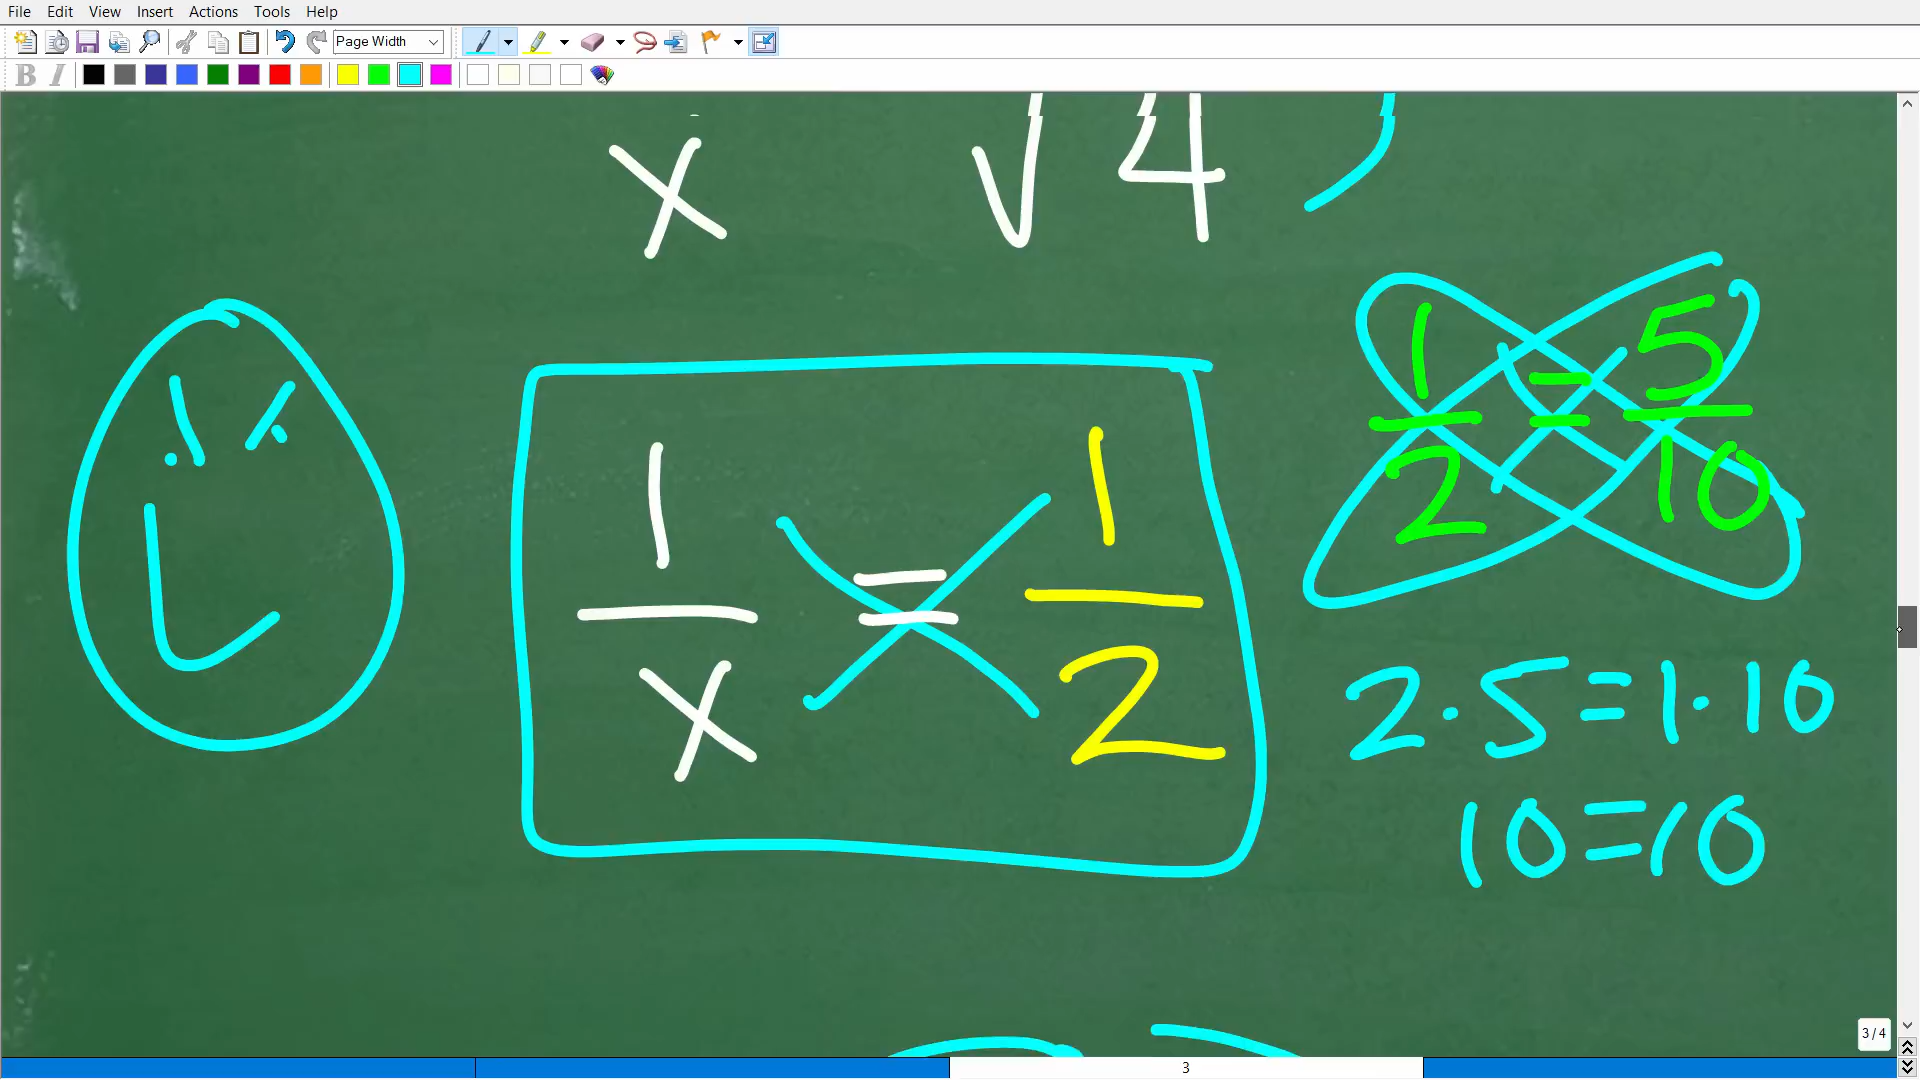 File Edit View Insert Actions Tools Help
Page Width
B I
x √4
1/x = 1/2
1/2 = 5/10
2·5=1·10
10=10
3/4
3